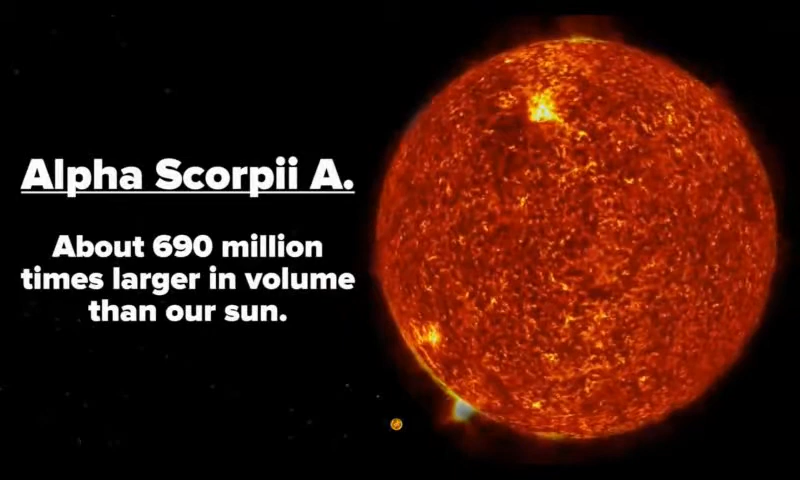 Alpha Scorpii A.
About 690 million
times larger in volume
than our sun.